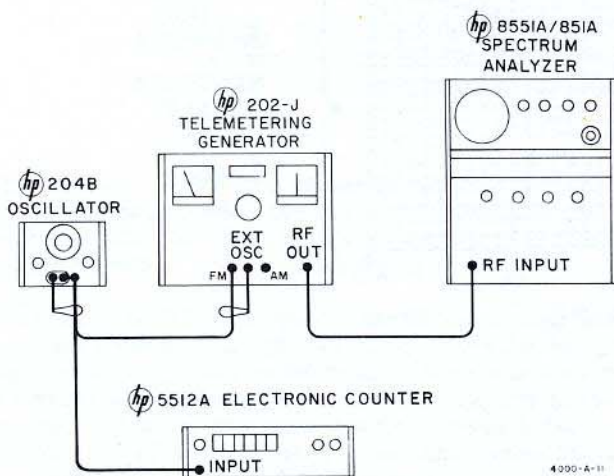 hp 8551A/851A
SPECTRUM
ANALYZER
hp 202-J
TELEMETERING
GENERATOR
hp 204B
OSCILLATOR
EXT
OSC
RF
OUT
FM
AM
RF INPUT
hp 5512A ELECTRONIC COUNTER
INPUT
4000-A-11